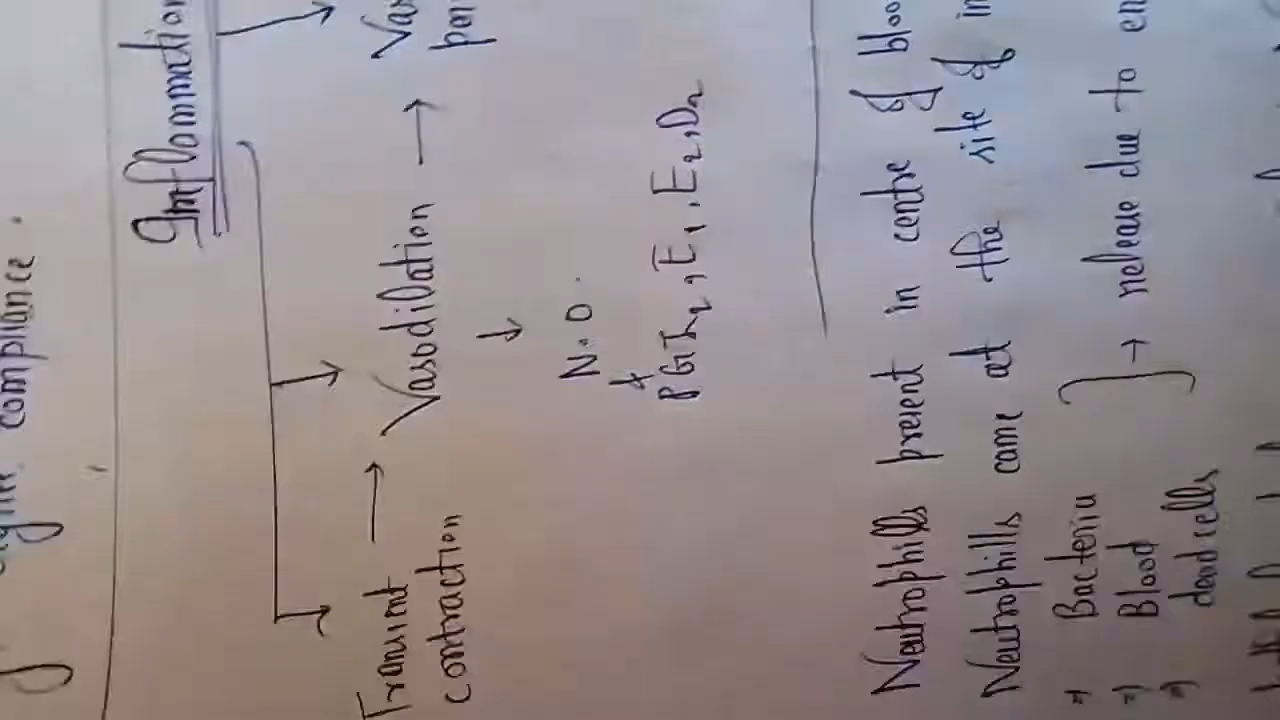 higher compliance.
Inflammation
Transient → Vasodilation → Vas
contraction per
↓
N.O.
PGI2, E1, E2, D2
Neutrophills present in centre of bloo
Neutrophills came at the site of in
⇒ Bacteria
⇒ Blood } → release due to en
⇒ dead cells